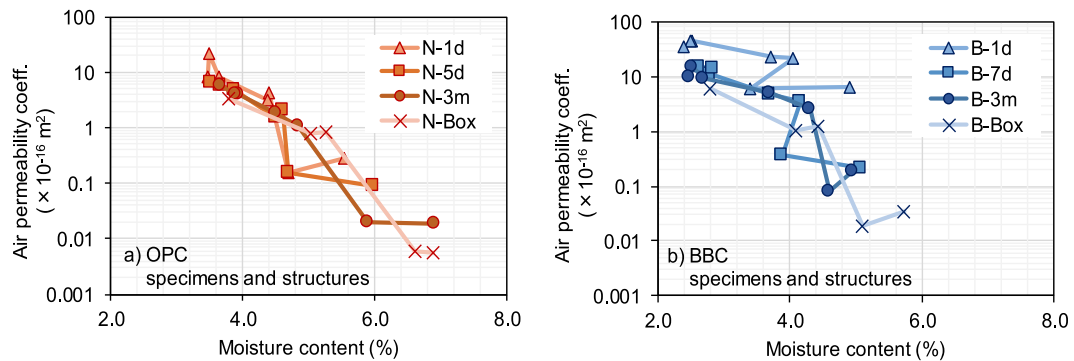 Air permeability coeff.
( × 10⁻¹⁶ m²)
100
10
1
0.1
0.01
0.001
N-1d
N-5d
N-3m
N-Box
a) OPC
specimens and structures
2.0 4.0 6.0 8.0
Moisture content (%)
Air permeability coeff.
( × 10⁻¹⁶ m²)
100
10
1
0.1
0.01
0.001
B-1d
B-7d
B-3m
B-Box
b) BBC
specimens and structures
2.0 4.0 6.0 8.0
Moisture content (%)